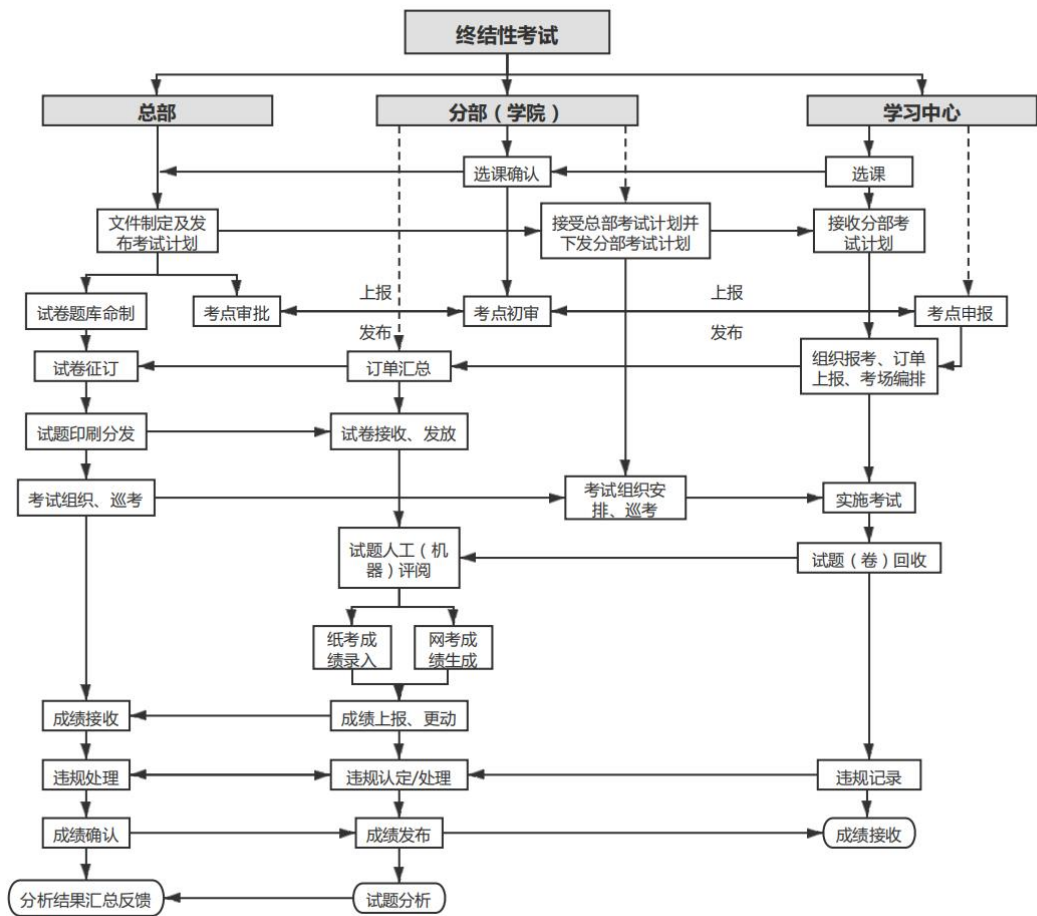 终结性考试
总部
分部（学院）
学习中心
选课确认
选课
文件制定及发
布考试计划
接受总部考试计划并
下发分部考试计划
接收分部考
试计划
试卷题库命制
考点审批
上报
考点初审
上报
考点申报
发布
发布
试卷征订
订单汇总
组织报考、订单
上报、考场编排
试题印刷分发
试卷接收、发放
考试组织、巡考
考试组织安
排、巡考
实施考试
试题人工（机
器）评阅
试题（卷）回收
纸考成
绩录入
网考成
绩生成
成绩接收
成绩上报、更动
违规处理
违规认定/处理
违规记录
成绩确认
成绩发布
成绩接收
分析结果汇总反馈
试题分析